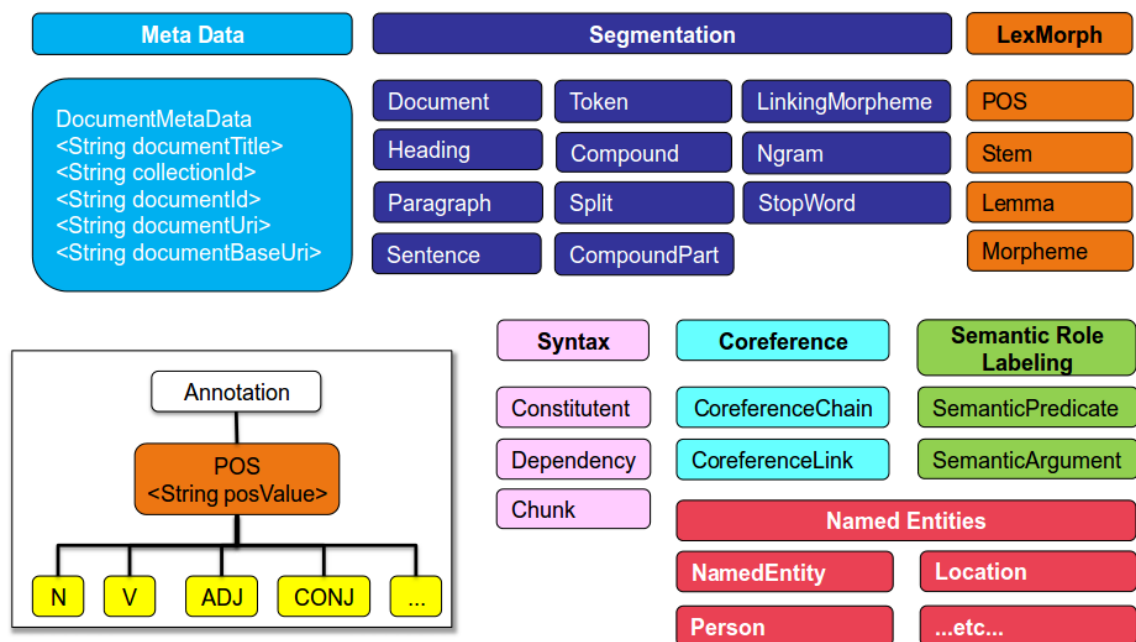 Meta Data
DocumentMetaData
<String documentTitle>
<String collectionId>
<String documentId>
<String documentUri>
<String documentBaseUri>
Segmentation
Document
Heading
Paragraph
Sentence
Token
Compound
Split
CompoundPart
LinkingMorpheme
Ngram
StopWord
LexMorph
POS
Stem
Lemma
Morpheme
Annotation
POS
<String posValue>
N
V
ADJ
CONJ
...
Syntax
Constitutent
Dependency
Chunk
Coreference
CoreferenceChain
CoreferenceLink
Semantic Role
Labeling
SemanticPredicate
SemanticArgument
Named Entities
NamedEntity
Location
Person
...etc...